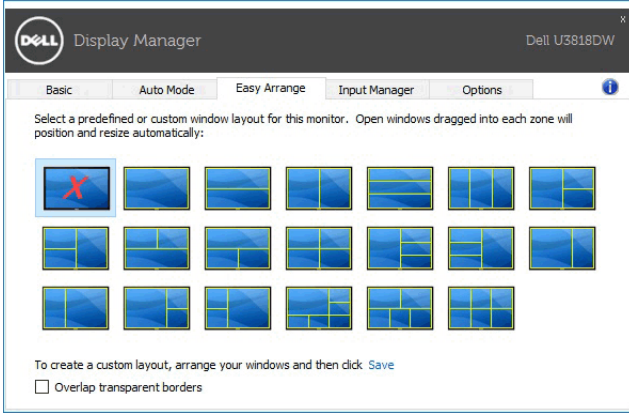 x
DELL Display Manager Dell U3818DW
Basic Auto Mode Easy Arrange Input Manager Options i
Select a predefined or custom window layout for this monitor. Open windows dragged into each zone will
position and resize automatically:
X
To create a custom layout, arrange your windows and then click Save
Overlap transparent borders